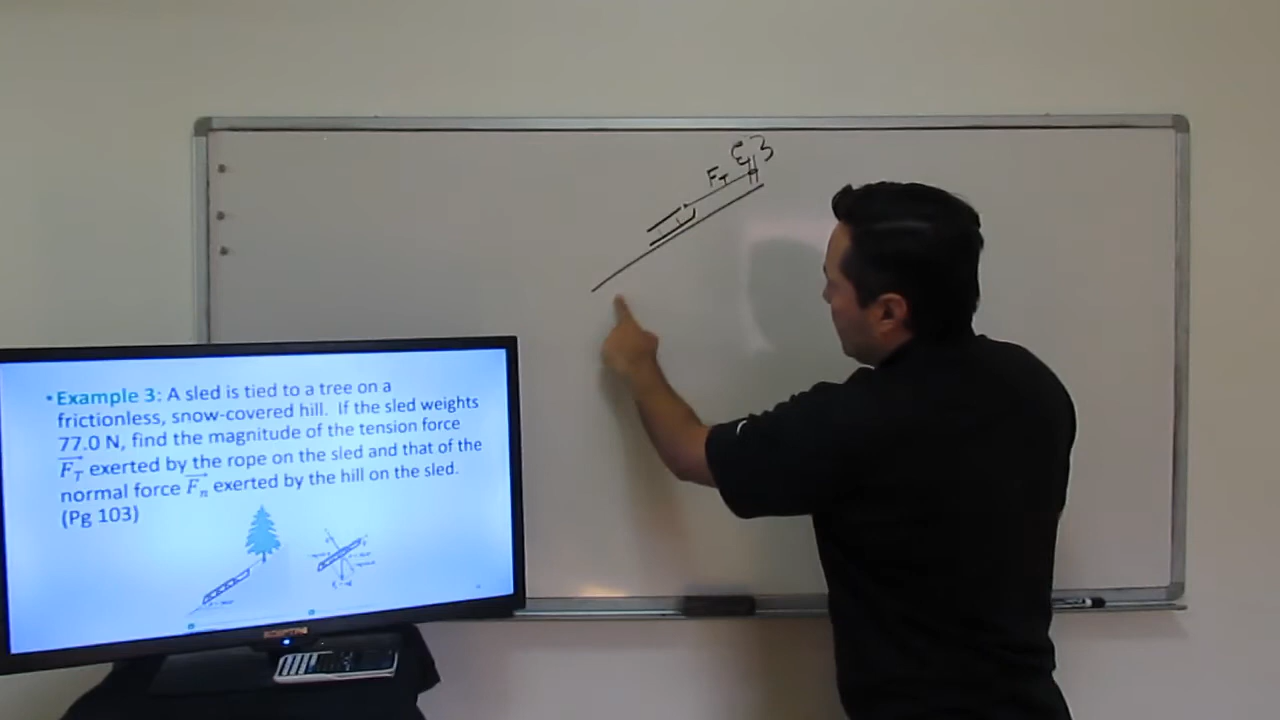 F_T
• Example 3: A sled is tied to a tree on a
frictionless, snow-covered hill. If the sled weights
77.0 N, find the magnitude of the tension force
F_T exerted by the rope on the sled and that of the
normal force F_n exerted by the hill on the sled.
(Pg 103)
SCEPTRE